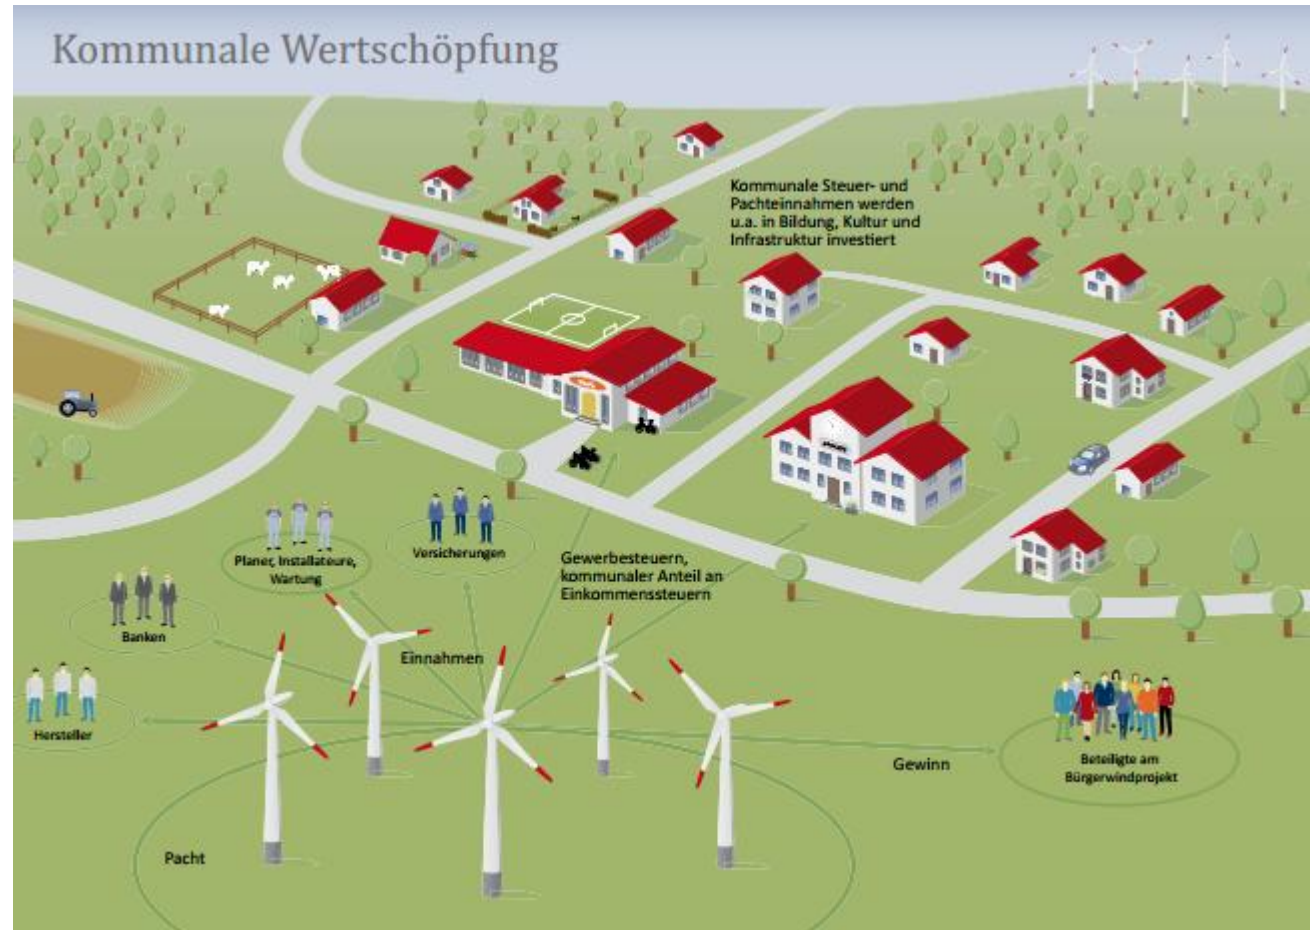 Kommunale Wertschöpfung
Kommunale Steuer- und
Pachteinnahmen werden
u.a. in Bildung, Kultur und
Infrastruktur investiert
Planer, Installateure,
Wartung
Versicherungen
Gewerbesteuern,
kommunaler Anteil an
Einkommenssteuern
Banken
Einnahmen
Hersteller
Gewinn
Beteiligte am
Bürgerwindprojekt
Pacht